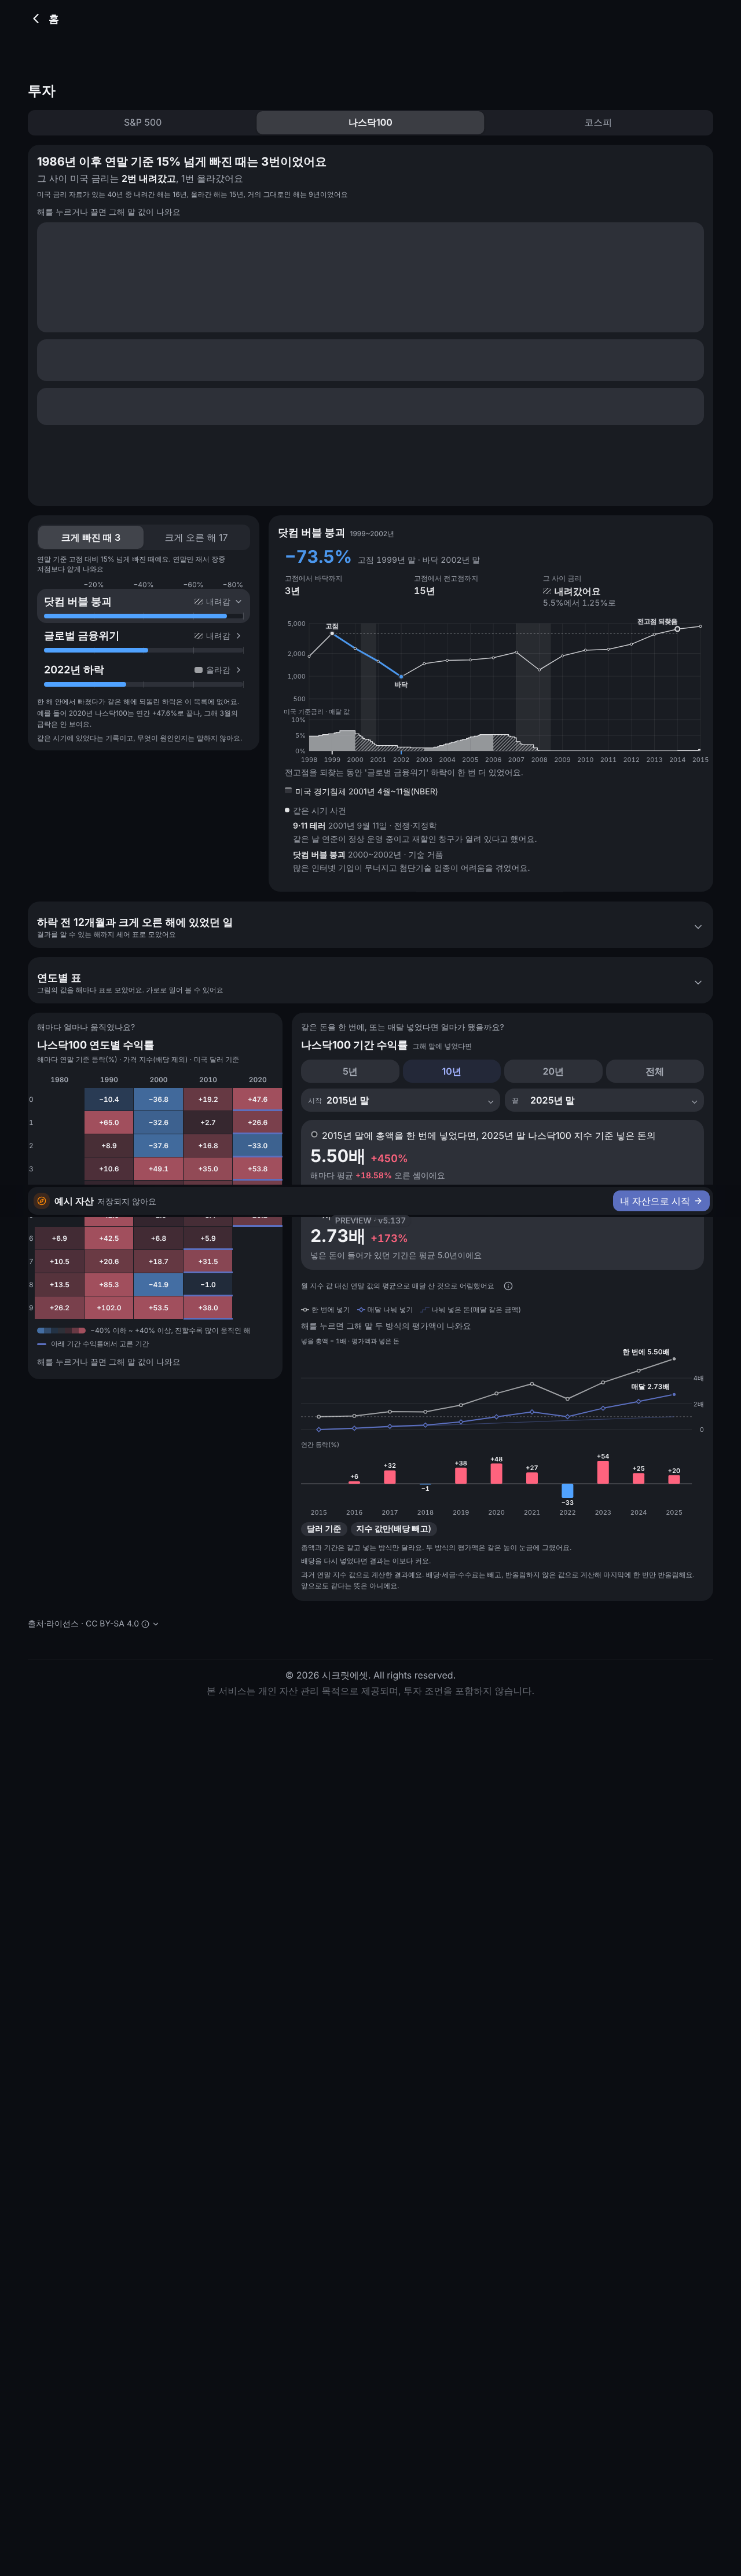 홈
투자
S&P 500
나스닥100
코스피
1986년 이후 연말 기준 15% 넘게 빠진 때는 3번이었어요
그 사이 미국 금리는 2번 내려갔고, 1번 올라갔어요
미국 금리 자료가 있는 40년 중 내려간 해는 16년, 올라간 해는 15년, 거의 그대로인 해는 9년이었어요
해를 누르거나 끌면 그해 말 값이 나와요
크게 빠진 때 3
크게 오른 해 17
연말 기준 고점 대비 15% 넘게 빠진 때예요. 연말만 재서 장중
저점보다 얕게 나와요
−20% −40% −60% −80%
닷컴 버블 붕괴 내려감
글로벌 금융위기 내려감
2022년 하락 올라감
한 해 안에서 빠졌다가 같은 해에 되돌린 하락은 이 목록에 없어요.
예를 들어 2020년 나스닥100는 연간 +47.6%로 끝나, 그해 3월의
급락은 안 보여요.
같은 시기에 있었다는 기록이고, 무엇이 원인인지는 말하지 않아요.
닷컴 버블 붕괴 1999~2002년
−73.5% 고점 1999년 말 · 바닥 2002년 말
고점에서 바닥까지
3년
고점에서 전고점까지
15년
그 사이 금리
내려갔어요
5.5%에서 1.25%로
고점
전고점 되찾음
바닥
5,000
2,000
1,000
500
미국 기준금리 · 매달 값
10%
5%
0%
1998 1999 2000 2001 2002 2003 2004 2005 2006 2007 2008 2009 2010 2011 2012 2013 2014 2015
전고점을 되찾는 동안 '글로벌 금융위기' 하락이 한 번 더 있었어요.
미국 경기침체 2001년 4월~11월(NBER)
같은 시기 사건
9·11 테러 2001년 9월 11일 · 전쟁·지정학
같은 날 연준이 정상 운영 중이고 재할인 창구가 열려 있다고 했어요.
닷컴 버블 붕괴 2000~2002년 · 기술 거품
많은 인터넷 기업이 무너지고 첨단기술 업종이 어려움을 겪었어요.
하락 전 12개월과 크게 오른 해에 있었던 일
결과를 알 수 있는 해까지 세어 표로 모았어요
연도별 표
그림의 값을 해마다 표로 모았어요. 가로로 밀어 볼 수 있어요
해마다 얼마나 움직였나요?
나스닥100 연도별 수익률
해마다 연말 기준 등락(%) · 가격 지수(배당 제외) · 미국 달러 기준
1980 1990 2000 2010 2020
0 −10.4 −36.8 +19.2 +47.6
1 +65.0 −32.6 +2.7 +26.6
2 +8.9 −37.6 +16.8 −33.0
3 +10.6 +49.1 +35.0 +53.8
6 +6.9 +42.5 +6.8 +5.9
7 +10.5 +20.6 +18.7 +31.5
8 +13.5 +85.3 −41.9 −1.0
9 +26.2 +102.0 +53.5 +38.0
−40% 이하 ~ +40% 이상, 진할수록 많이 움직인 해
아래 기간 수익률에서 고른 기간
해를 누르거나 끌면 그해 말 값이 나와요
같은 돈을 한 번에, 또는 매달 넣었다면 얼마가 됐을까요?
나스닥100 기간 수익률 그해 말에 넣었다면
5년
10년
20년
전체
시작 2015년 말
끝 2025년 말
2015년 말에 총액을 한 번에 넣었다면, 2025년 말 나스닥100 지수 기준 넣은 돈의
5.50배 +450%
해마다 평균 +18.58% 오른 셈이에요
예시 자산 저장되지 않아요
내 자산으로 시작
PREVIEW · v5.137
2.73배 +173%
넣은 돈이 들어가 있던 기간은 평균 5.0년이에요
월 지수 값 대신 연말 값의 평균으로 매달 산 것으로 어림했어요
한 번에 넣기
매달 나눠 넣기
나눠 넣은 돈(매달 같은 금액)
해를 누르면 그해 말 두 방식의 평가액이 나와요
넣을 총액 = 1배 · 평가액과 넣은 돈
한 번에 5.50배
매달 2.73배
4배
2배
0
연간 등락(%)
+6 +32 −1 +38 +48 +27 −33 +54 +25 +20
2015 2016 2017 2018 2019 2020 2021 2022 2023 2024 2025
달러 기준
지수 값만(배당 빼고)
총액과 기간은 같고 넣는 방식만 달라요. 두 방식의 평가액은 같은 높이 눈금에 그렸어요.
배당을 다시 넣었다면 결과는 이보다 커요.
과거 연말 지수 값으로 계산한 결과예요. 배당·세금·수수료는 빼고, 반올림하지 않은 값으로 계산해 마지막에 한 번만 반올림해요.
앞으로도 같다는 뜻은 아니에요.
출처·라이선스 · CC BY-SA 4.0
© 2026 시크릿에셋. All rights reserved.
본 서비스는 개인 자산 관리 목적으로 제공되며, 투자 조언을 포함하지 않습니다.